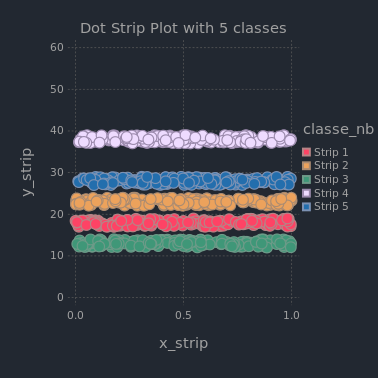 Dot Strip Plot with 5 classes
60
50
40
30
20
10
0
0.0
0.5
1.0
x_strip
y_strip
classe_nb
Strip 1
Strip 2
Strip 3
Strip 4
Strip 5